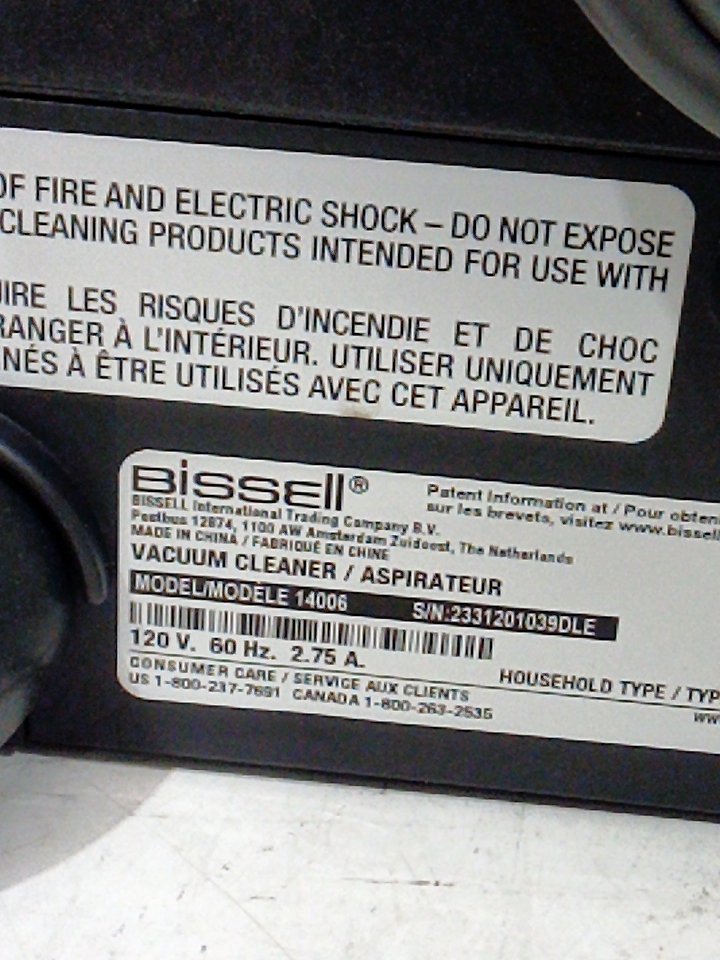 OF FIRE AND ELECTRIC SHOCK – DO NOT EXPOSE
CLEANING PRODUCTS INTENDED FOR USE WITH
IRE LES RISQUES D'INCENDIE ET DE CHOC
RANGER À L'INTÉRIEUR. UTILISER UNIQUEMENT
NÉS À ÊTRE UTILISÉS AVEC CET APPAREIL.
BISSELL®
Patent information at / Pour obten
sur les brevets, visitez www.bissell
BISSELL International Trading Company B.V.
Postbus 12874, 1100 AW Amsterdam Zuidoost, The Netherlands
MADE IN CHINA / FABRIQUÉ EN CHINE
VACUUM CLEANER / ASPIRATEUR
MODEL/MODÈLE 14006 S/N:2331201039DLE
120 V. 60 Hz. 2.75 A.
HOUSEHOLD TYPE / TYP
CONSUMER CARE / SERVICE AUX CLIENTS
US 1-800-237-7691 CANADA 1-800-263-2535
ww